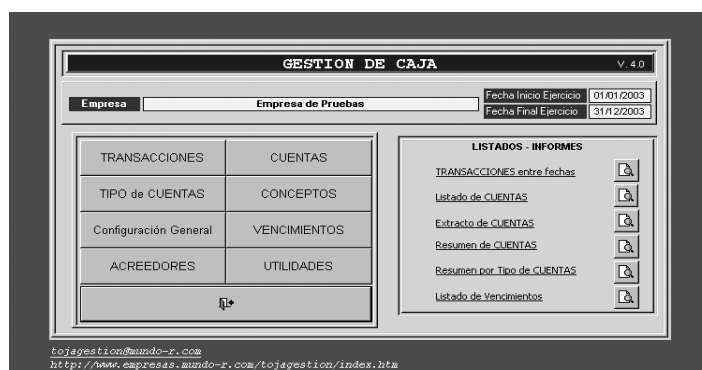 GESTION DE CAJA
V. 4.0
Empresa
Empresa de Pruebas
Fecha Inicio Ejercicio 01/01/2003
Fecha Final Ejercicio 31/12/2003
TRANSACCIONES
CUENTAS
TIPO de CUENTAS
CONCEPTOS
Configuración General
VENCIMIENTOS
ACREEDORES
UTILIDADES
LISTADOS - INFORMES
TRANSACCIONES entre fechas
Listado de CUENTAS
Extracto de CUENTAS
Resumen de CUENTAS
Resumen por Tipo de CUENTAS
Listado de Vencimientos
tojagestion@mundo-r.com
http://www.empresas.mundo-r.com/tojagestion/index.htm